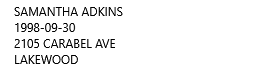 SAMANTHA ADKINS
1998-09-30
2105 CARABEL AVE
LAKEWOOD